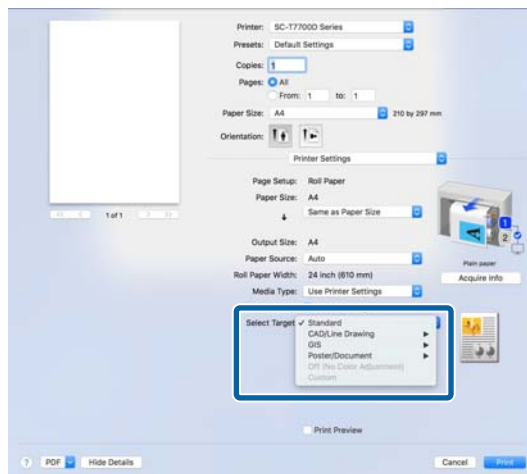 Printer: SC-T7700D Series
Presets: Default Settings
Copies: 1
Pages: All
From: 1 to: 1
Paper Size: A4 210 by 297 mm
Orientation:
Printer Settings
Page Setup: Roll Paper
Paper Size: A4
Same as Paper Size
1 of 1
Output Size: A4
Paper Source: Auto
Roll Paper Width: 24 inch (610 mm)
Media Type: Use Printer Settings
A
1
2
Plain paper
Acquire Info
Select Target ✓ Standard
CAD/Line Drawing
GIS
Poster/Document
Off (No Color Adjustment)
Custom
Print Preview
? PDF Hide Details Cancel Print